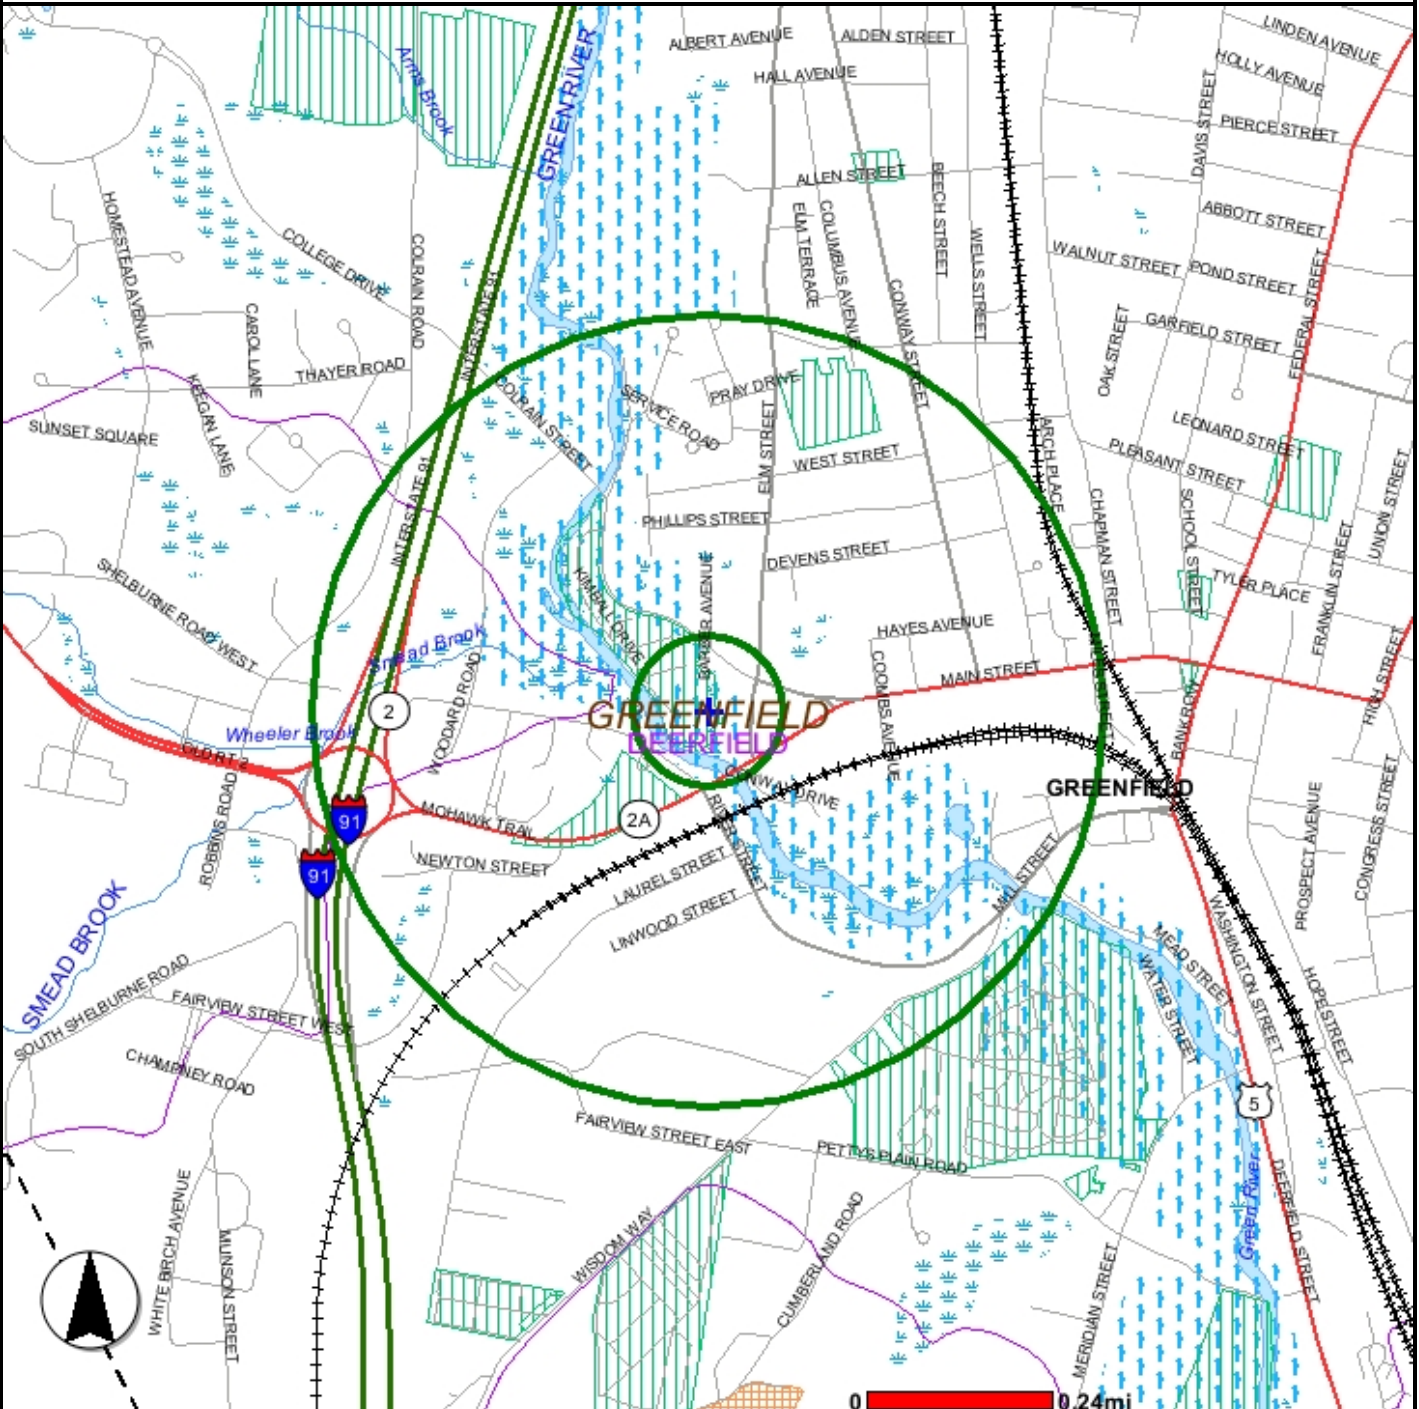 LINDEN AVENUE
ALBERT AVENUE
ALDEN STREET
GREEN RIVER
HALL AVENUE
HOLLY AVENUE
Arms Brook
DAVIS STREET
PIERCE STREET
ALLEN STREET
BEECH STREET
HOMESTEAD AVENUE
ELM TERRACE
COLUMBUS AVENUE
ABBOTT STREET
COLLEGE DRIVE
COLRAIN ROAD
WELLS STREET
WALNUT STREET
POND STREET
CONWAY STREET
FEDERAL STREET
CAROL LANE
OAK STREET
GARFIELD STREET
THAYER ROAD
KEEGAN LANE
COLRAIN STREET
SERVICE ROAD
PRAY DRIVE
SUNSET SQUARE
ELM STREET
WEST STREET
ARCH PLACE
PLEASANT STREET
LEONARD STREET
UNION STREET
INTERSTATE 91
PHILLIPS STREET
DEVENS STREET
CHAPMAN STREET
SCHOOL STREET
FRANKLIN STREET
SHELBURNE ROAD WEST
KIMBALL DRIVE
TYLER PLACE
Smead Brook
HAYES AVENUE
MAIN STREET
COOMBS AVENUE
WOODARD ROAD
HIGH STREET
2
Wheeler Brook
GREENFIELD
DEERFIELD
BANK ROW
OLD RT 2
GREENFIELD
ROBBINS ROAD
91
MOHAWK TRAIL
2A
RIVER STREET
PROSPECT AVENUE
CONGRESS STREET
91
NEWTON STREET
LAUREL STREET
LINWOOD STREET
MILL STREET
SMEAD BROOK
MEAD STREET
WATER STREET
WASHINGTON STREET
HOPE STREET
SOUTH SHELBURNE ROAD
FAIRVIEW STREET WEST
CHAMPNEY ROAD
5
FAIRVIEW STREET EAST
PETTYS PLAIN ROAD
Green River
DEERFIELD STREET
WHITE BIRCH AVENUE
MUNSON STREET
WISDOM WAY
CUMBERLAND ROAD
MERIDIAN STREET
0 0.24mi